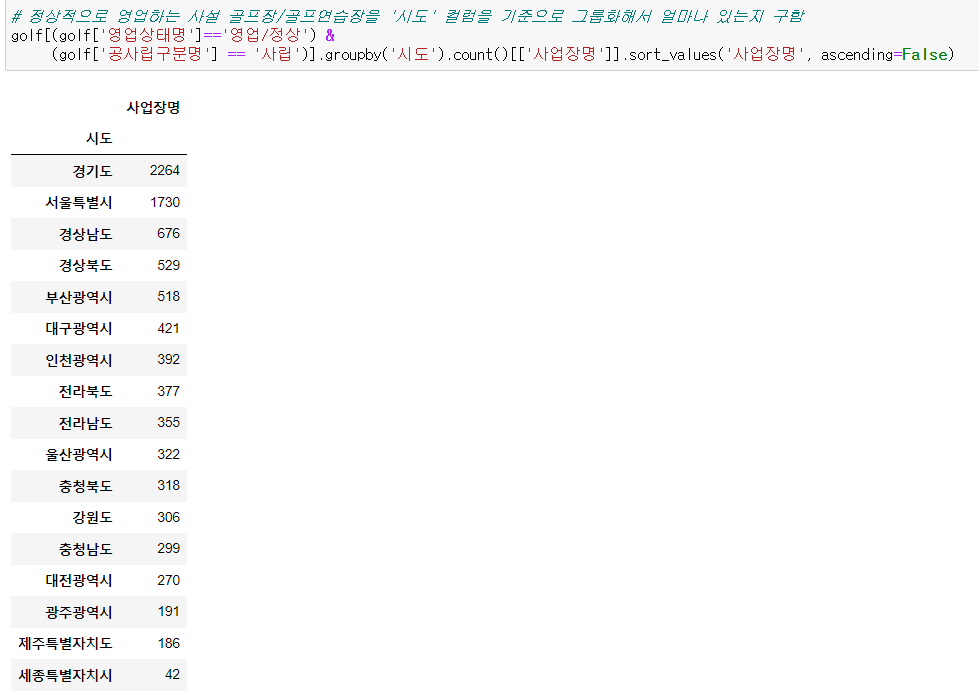 # 정상적으로 영업하는 사설 골프장/골프연습장을 '시도' 컬럼을 기준으로 그룹화해서 얼마나 있는지 구함
golf[(golf['영업상태명']=='영업/정상') &
(golf['공사립구분명'] == '사립')].groupby('시도').count()[['사업장명']].sort_values('사업장명', ascending=False)
사업장명
시도
경기도 2264
서울특별시 1730
경상남도 676
경상북도 529
부산광역시 518
대구광역시 421
인천광역시 392
전라북도 377
전라남도 355
울산광역시 322
충청북도 318
강원도 306
충청남도 299
대전광역시 270
광주광역시 191
제주특별자치도 186
세종특별자치시 42